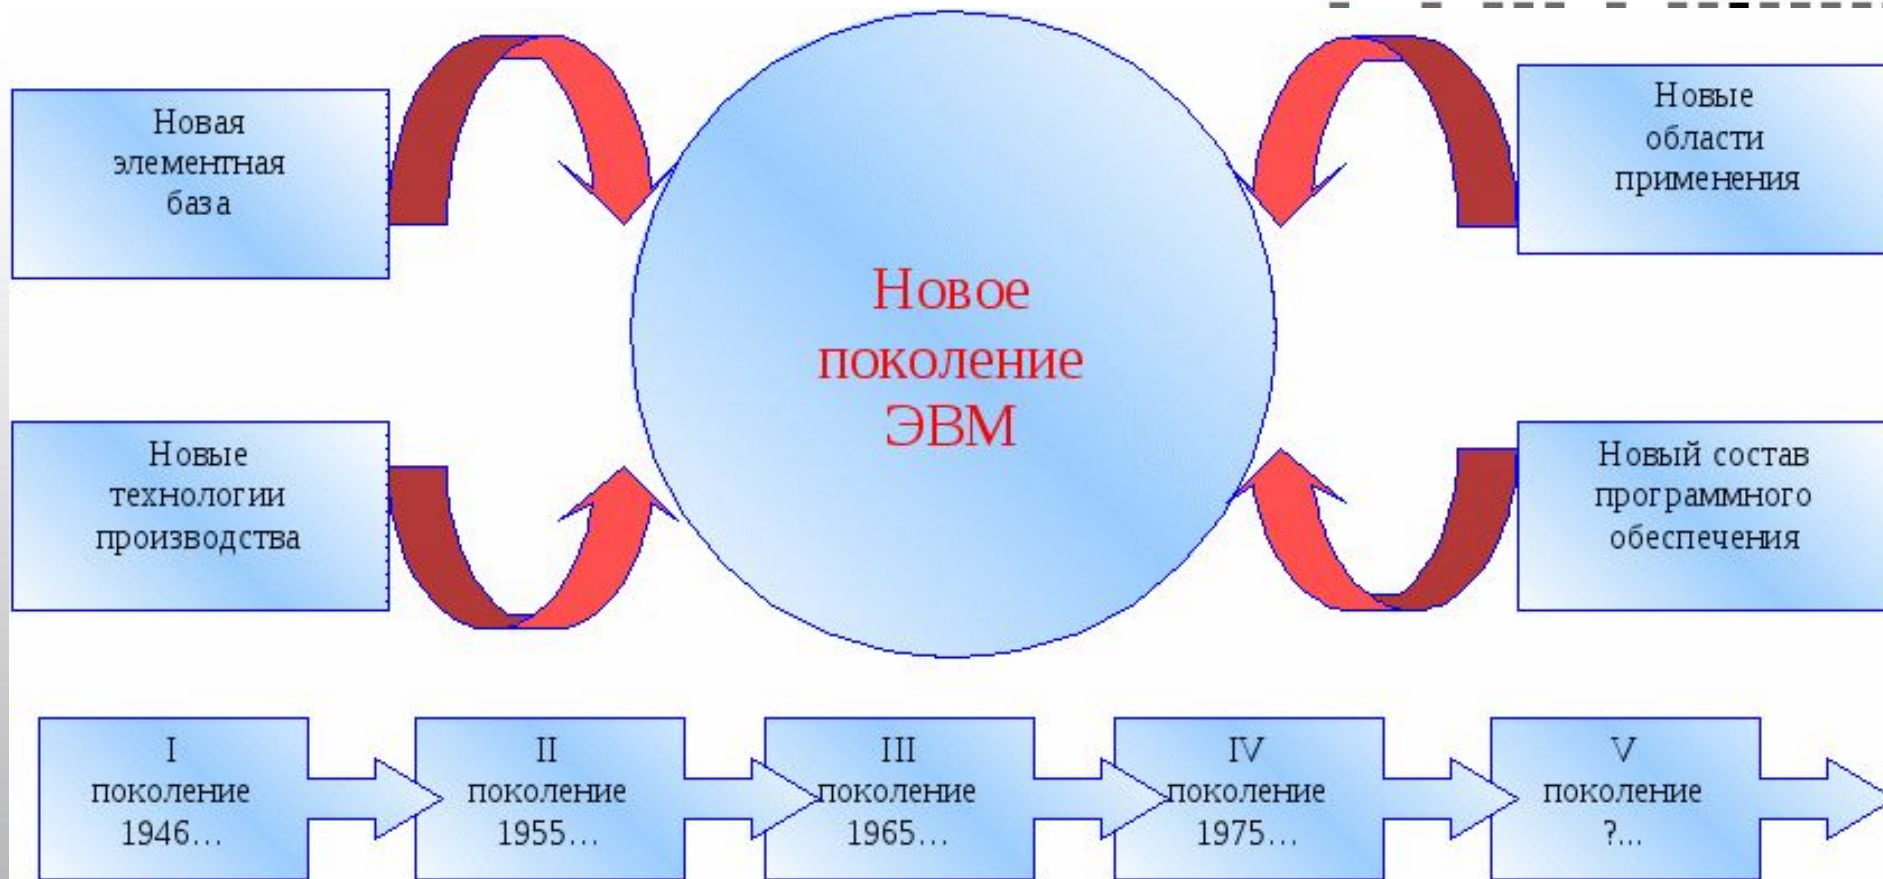 Новая
элементная
база
Новые
области
применения
Новое
поколение
ЭВМ
Новые
технологии
производства
Новый состав
программного
обеспечения
I
поколение
1946...
II
поколение
1955...
III
поколение
1965...
IV
поколение
1975...
V
поколение
?...